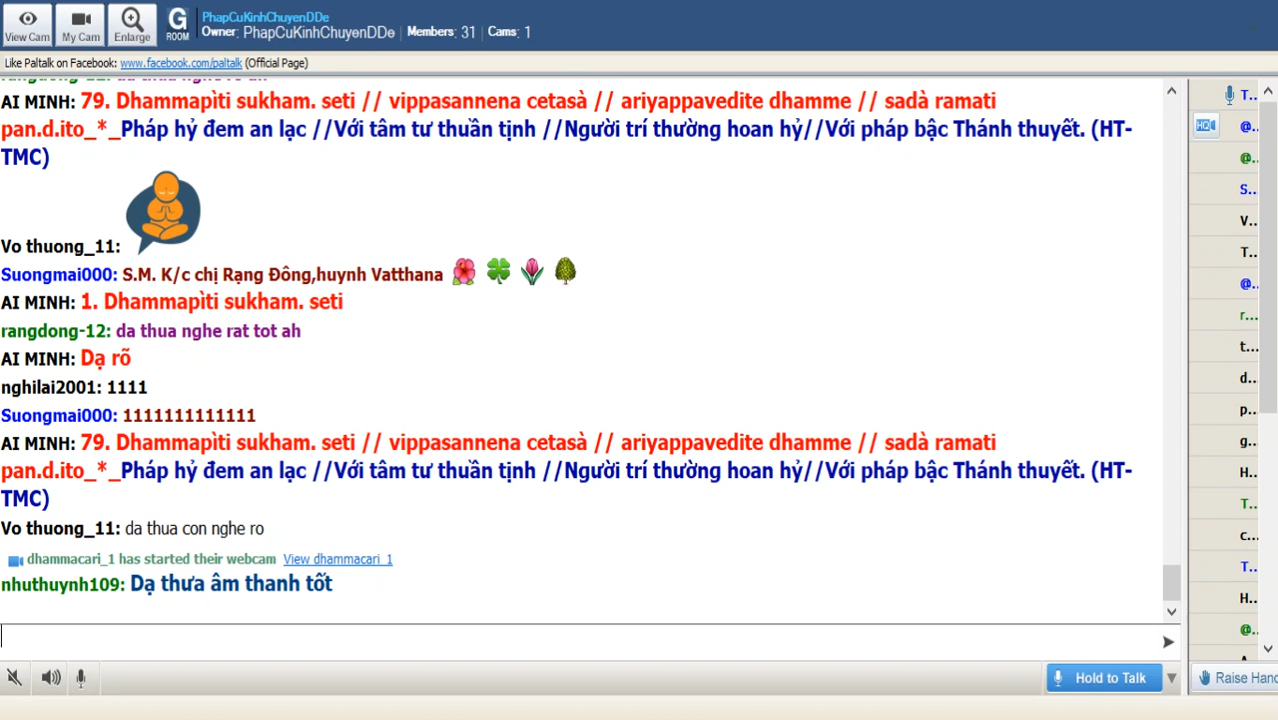 PhapCuKinhChuyenDDe
Owner: PhapCuKinhChuyenDDe Members: 31 Cams: 1
View Cam My Cam Enlarge G ROOM
Like Paltalk on Facebook: www.facebook.com/paltalk (Official Page)
AI MINH: 79. Dhammapìti sukham. seti // vippasannena cetasà // ariyappavedite dhamme // sadà ramati
pan.d.ito_*_Pháp hỷ đem an lạc //Với tâm tư thuần tịnh //Người trí thường hoan hỷ//Với pháp bậc Thánh thuyết. (HT-
TMC)
Vo thuong_11:
Suongmai000: S.M. K/c chị Rạng Đông,huynh Vatthana
AI MINH: 1. Dhammapìti sukham. seti
rangdong-12: da thua nghe rat tot ah
AI MINH: Dạ rõ
nghilai2001: 1111
Suongmai000: 1111111111111
AI MINH: 79. Dhammapìti sukham. seti // vippasannena cetasà // ariyappavedite dhamme // sadà ramati
pan.d.ito_*_Pháp hỷ đem an lạc //Với tâm tư thuần tịnh //Người trí thường hoan hỷ//Với pháp bậc Thánh thuyết. (HT-
TMC)
Vo thuong_11: da thua con nghe ro
dhammacari_1 has started their webcam View dhammacari_1
nhuthuynh109: Dạ thưa âm thanh tốt
T..
HQ @..
@..
S..
V..
T..
@..
r...
t...
d...
p...
g...
H..
T..
c...
T..
H..
@..
Hold to Talk
Raise Hand